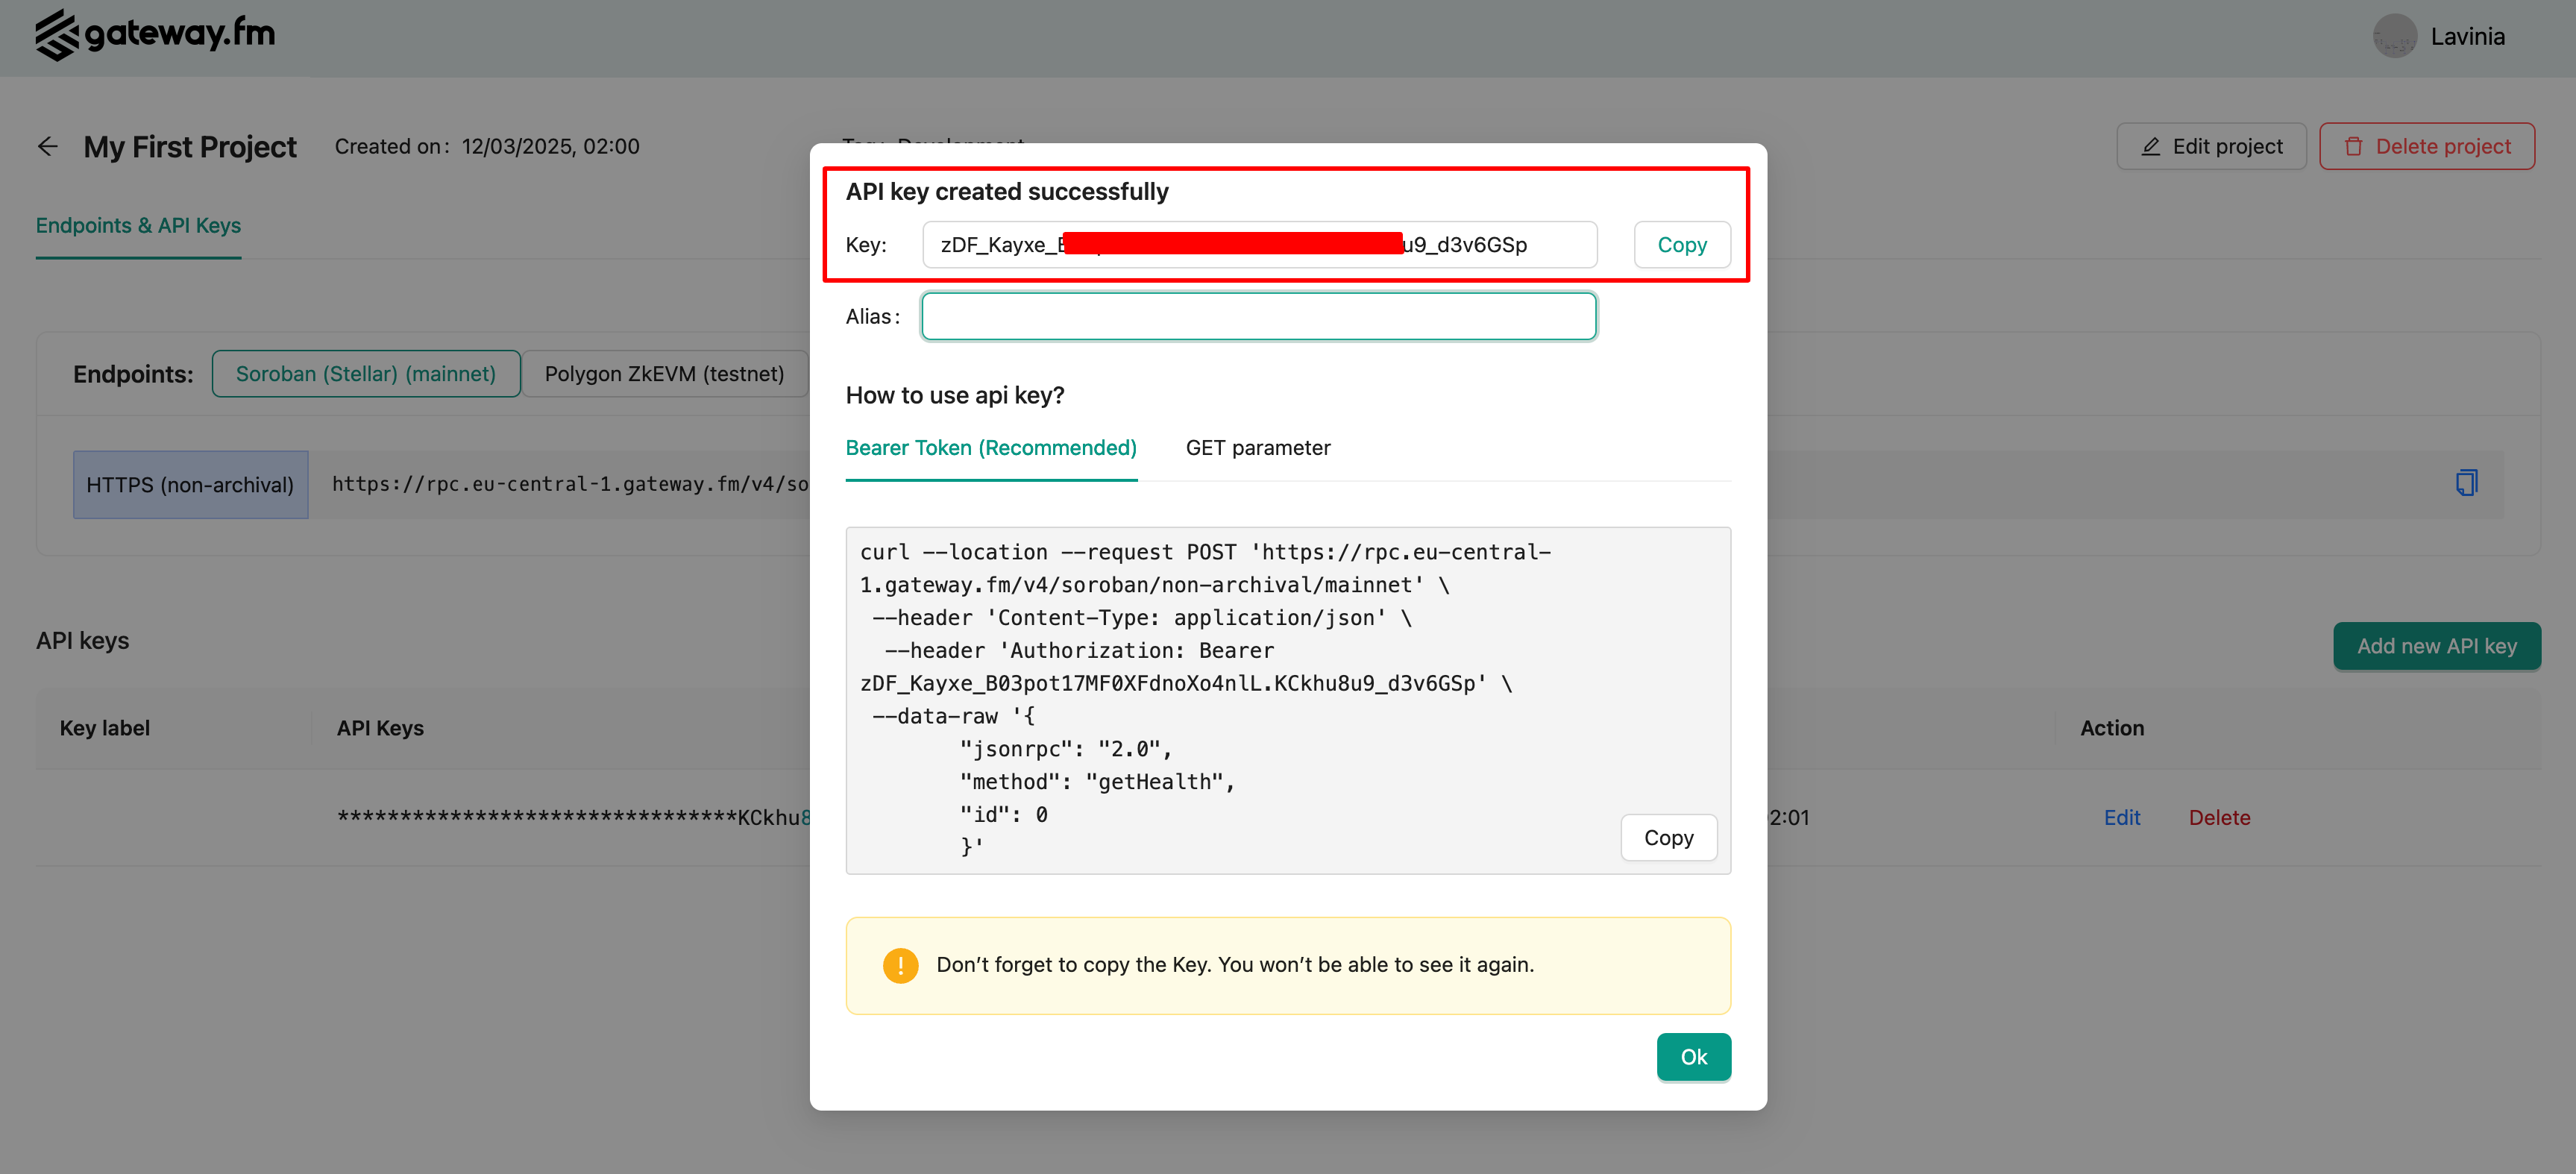 gateway.fm
Lavinia
My First Project
Created on: 12/03/2025, 02:00
Edit project
Delete project
Endpoints & API Keys
API key created successfully
Key: zDF_Kayxe_ u9_d3v6GSp
Copy
Alias:
Endpoints:
Soroban (Stellar) (mainnet)
Polygon ZkEVM (testnet)
How to use api key?
Bearer Token (Recommended)
GET parameter
HTTPS (non-archival)
https://rpc.eu-central-1.gateway.fm/v4/so
curl --location --request POST 'https://rpc.eu-central-
1.gateway.fm/v4/soroban/non-archival/mainnet' \
--header 'Content-Type: application/json' \
--header 'Authorization: Bearer
zDF_Kayxe_B03pot17MF0XFdnoXo4nlL.KCkhu8u9_d3v6GSp' \
--data-raw '{
"jsonrpc": "2.0",
"method": "getHealth",
"id": 0
}'
Copy
API keys
Add new API key
Key label
API Keys
Action
********************************KCkhu8
2:01
Edit
Delete
Don't forget to copy the Key. You won't be able to see it again.
Ok